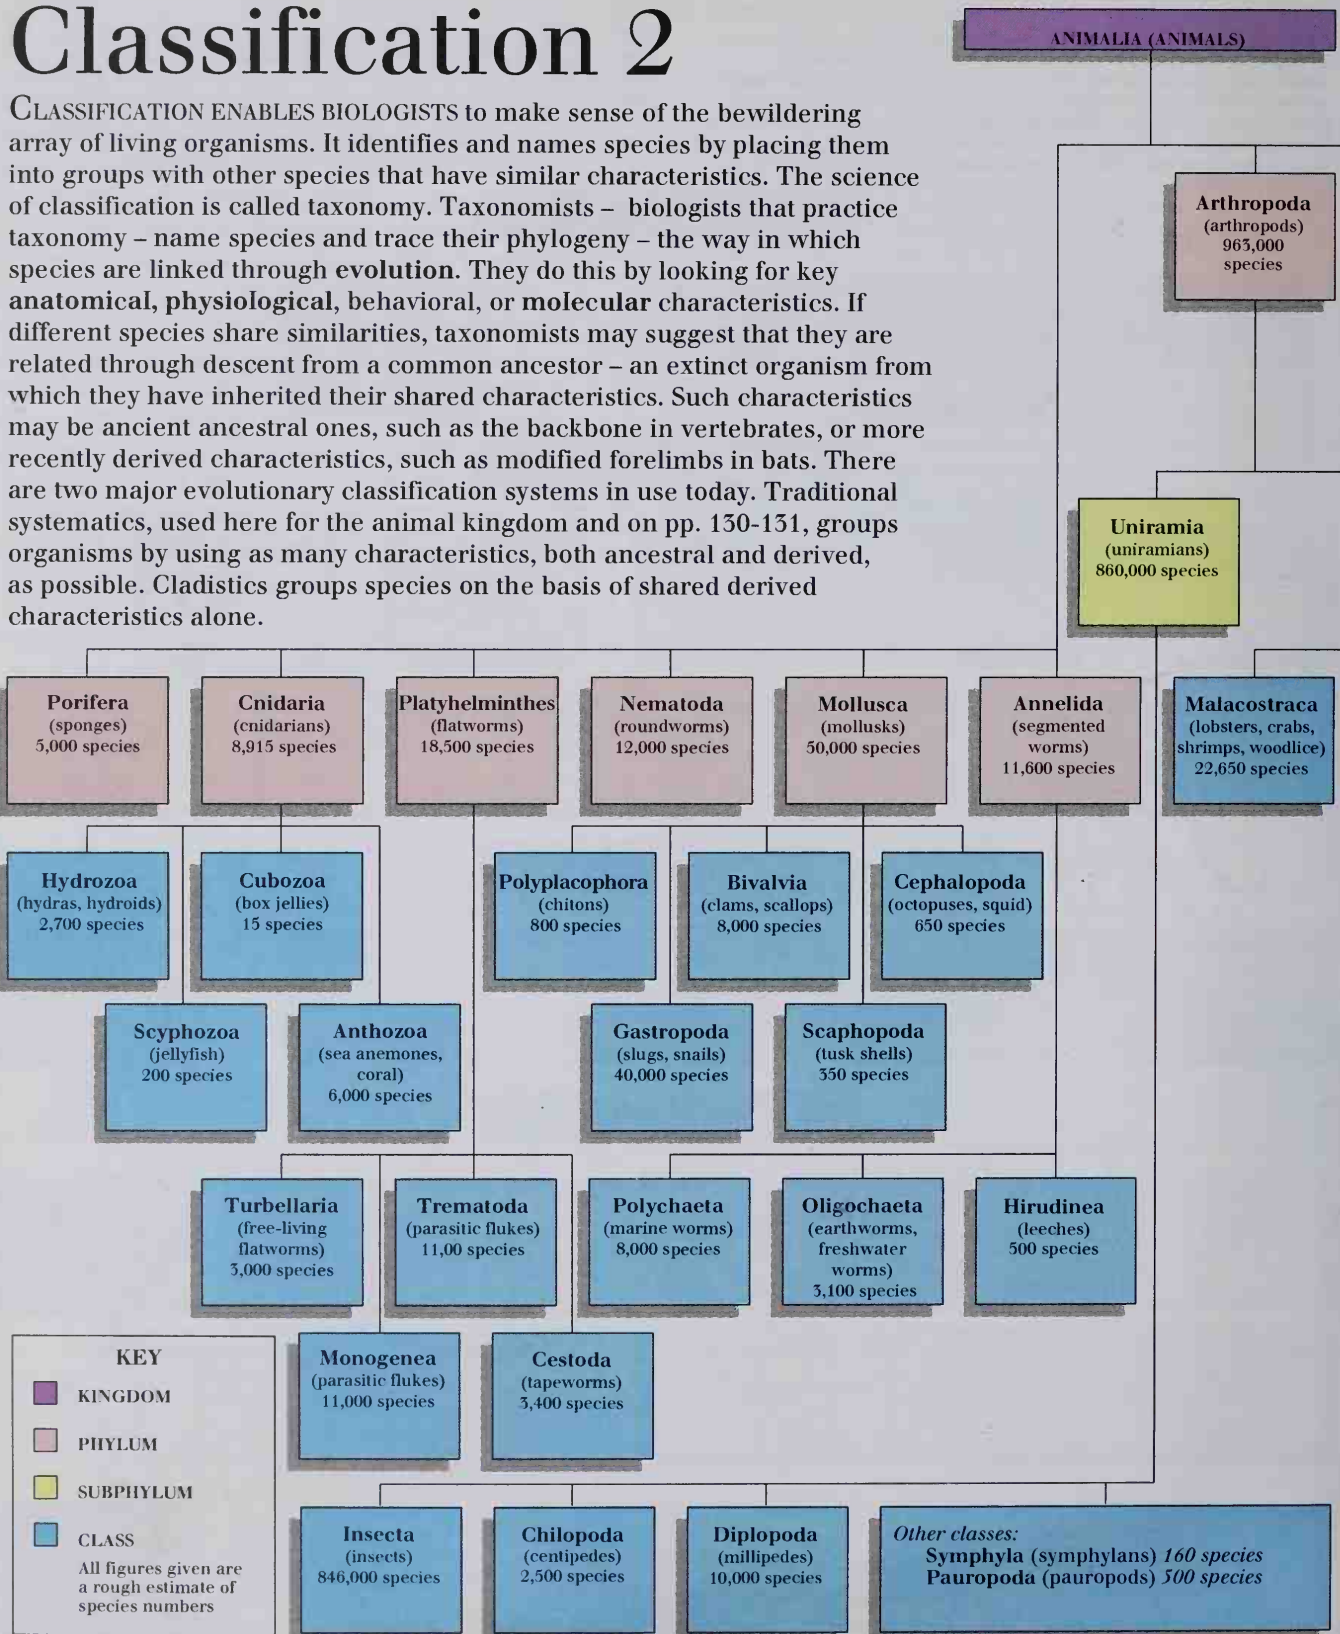 Classification 2
CLASSIFICATION ENABLES BIOLOGISTS to make sense of the bewildering
array of living organisms. It identifies and names species by placing them
into groups with other species that have similar characteristics. The science
of classification is called taxonomy. Taxonomists – biologists that practice
taxonomy – name species and trace their phylogeny – the way in which
species are linked through evolution. They do this by looking for key
anatomical, physiological, behavioral, or molecular characteristics. If
different species share similarities, taxonomists may suggest that they are
related through descent from a common ancestor – an extinct organism from
which they have inherited their shared characteristics. Such characteristics
may be ancient ancestral ones, such as the backbone in vertebrates, or more
recently derived characteristics, such as modified forelimbs in bats. There
are two major evolutionary classification systems in use today. Traditional
systematics, used here for the animal kingdom and on pp. 130-131, groups
organisms by using as many characteristics, both ancestral and derived,
as possible. Cladistics groups species on the basis of shared derived
characteristics alone.
ANIMALIA (ANIMALS)
Arthropoda
(arthropods)
963,000
species
Uniramia
(uniramians)
860,000 species
Porifera
(sponges)
5,000 species
Cnidaria
(cnidarians)
8,915 species
Platyhelminthes
(flatworms)
18,500 species
Nematoda
(roundworms)
12,000 species
Mollusca
(mollusks)
50,000 species
Annelida
(segmented
worms)
11,600 species
Malacostraca
(lobsters, crabs,
shrimps, woodlice)
22,650 species
Hydrozoa
(hydras, hydroids)
2,700 species
Cubozoa
(box jellies)
15 species
Polyplacophora
(chitons)
800 species
Bivalvia
(clams, scallops)
8,000 species
Cephalopoda
(octopuses, squid)
650 species
Scyphozoa
(jellyfish)
200 species
Anthozoa
(sea anemones,
coral)
6,000 species
Gastropoda
(slugs, snails)
40,000 species
Scaphopoda
(tusk shells)
350 species
Turbellaria
(free-living
flatworms)
3,000 species
Trematoda
(parasitic flukes)
11,00 species
Polychaeta
(marine worms)
8,000 species
Oligochaeta
(earthworms,
freshwater
worms)
3,100 species
Hirudinea
(leeches)
500 species
Monogenea
(parasitic flukes)
11,000 species
Cestoda
(tapeworms)
3,400 species
KEY
KINGDOM
PHYLUM
SUBPHYLUM
CLASS
All figures given are
a rough estimate of
species numbers
Insecta
(insects)
846,000 species
Chilopoda
(centipedes)
2,500 species
Diplopoda
(millipedes)
10,000 species
Other classes:
Symphyla (symphylans) 160 species
Pauropoda (pauropods) 500 species